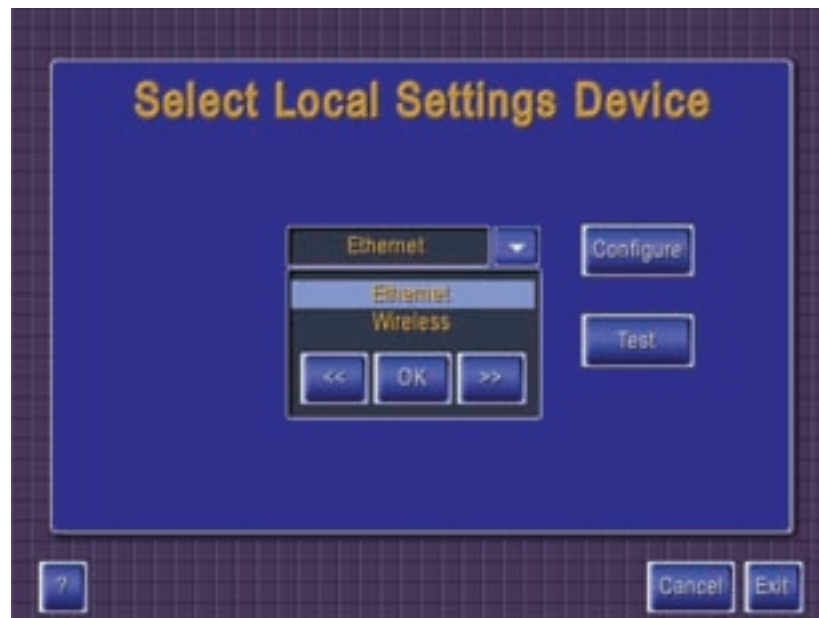 Select Local Settings Device
Ethernet
Configure
Ethernet
Wireless
Test
<< OK >>
?
Cancel Exit